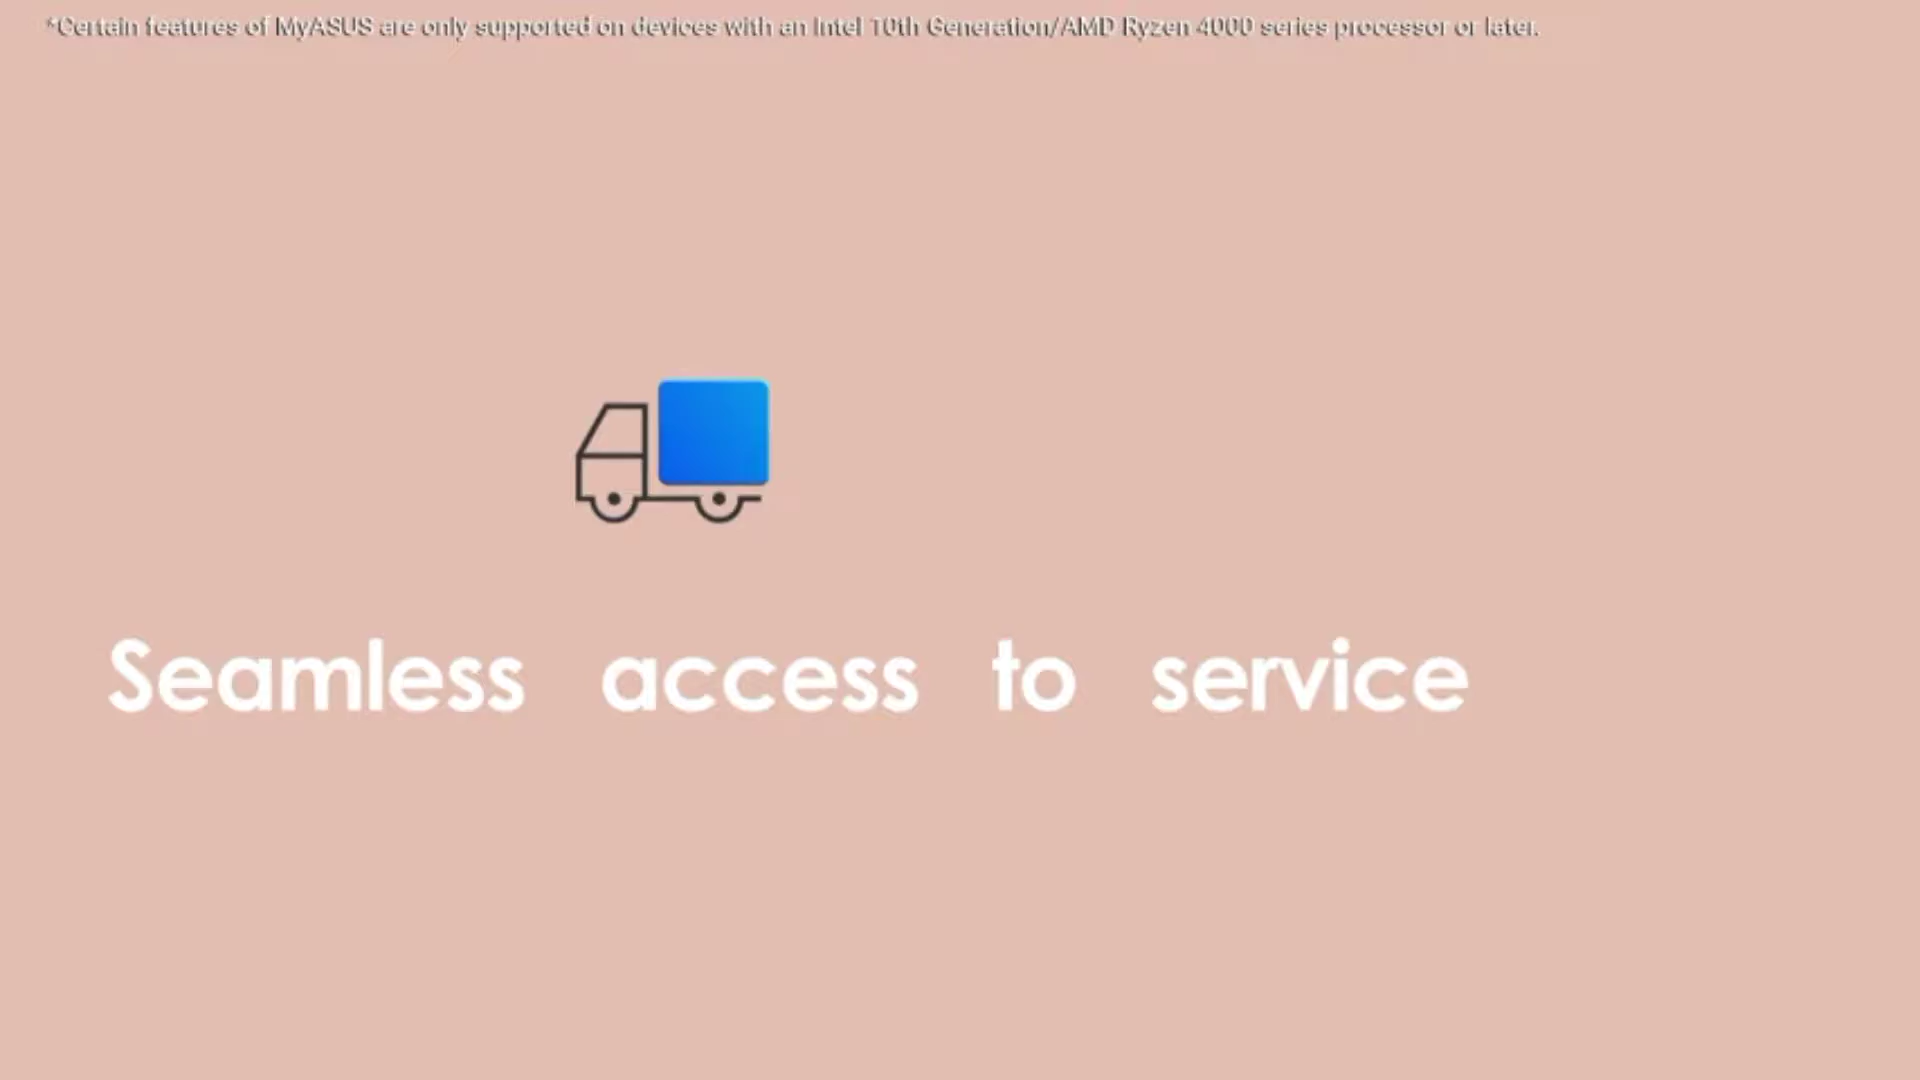 *Certain features of MyASUS are only supported on devices with an Intel 10th Generation/AMD Ryzen 4000 series processor or later.
Seamless access to service